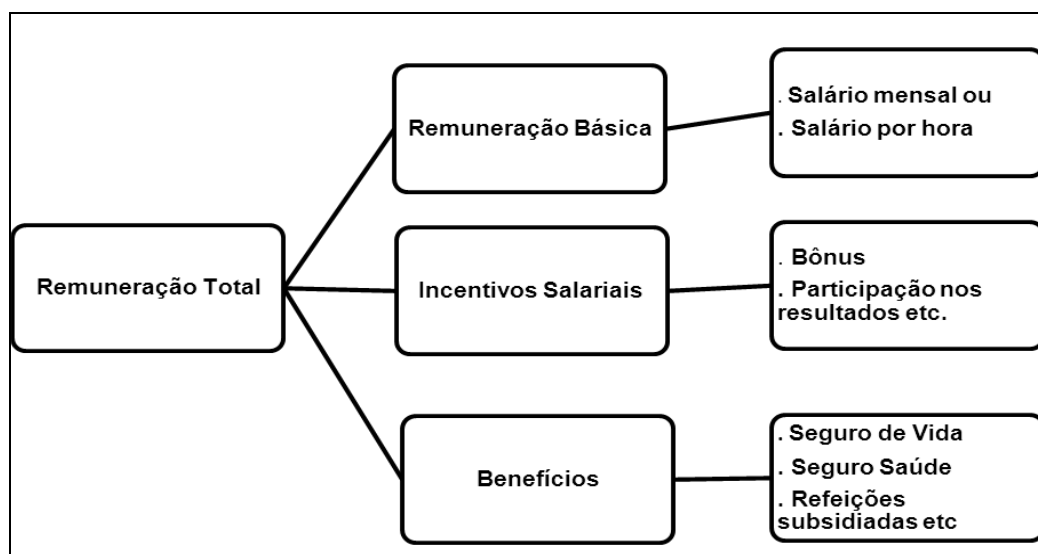 Remuneração Total
Remuneração Básica
. Salário mensal ou
. Salário por hora
Incentivos Salariais
. Bônus
. Participação nos
resultados etc.
Benefícios
. Seguro de Vida
. Seguro Saúde
. Refeições
subsidiadas etc